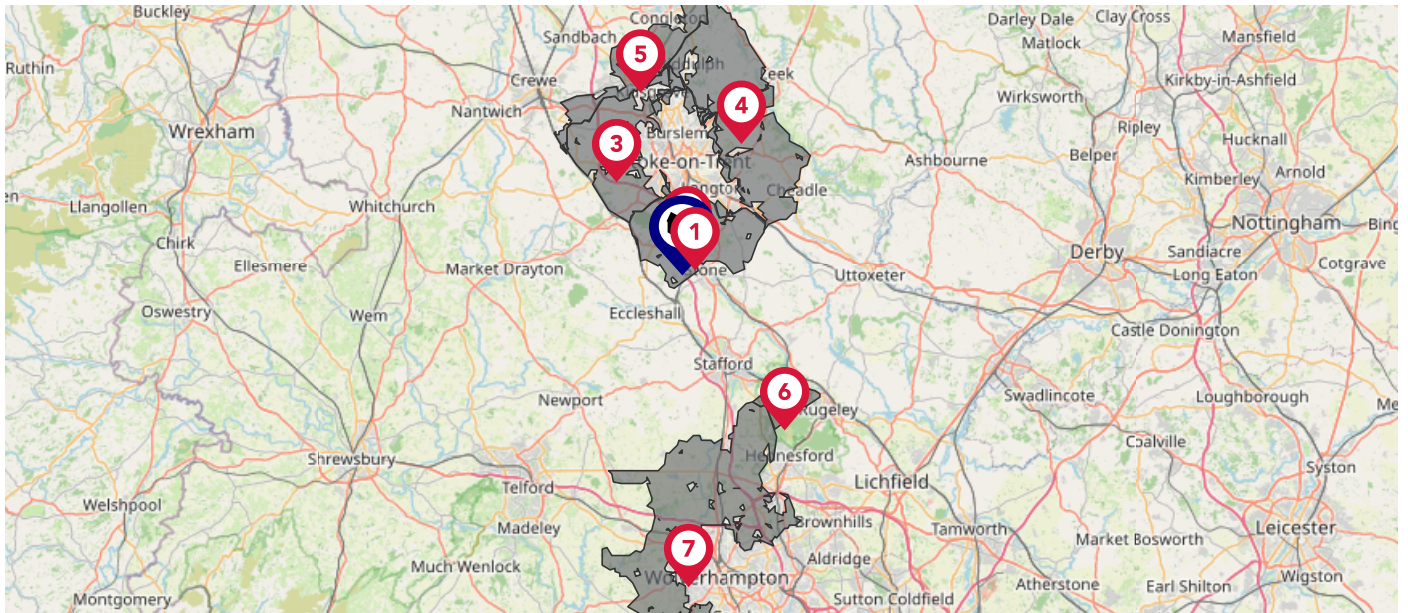 Buckley
Congleton
Darley Dale
Clay Cross
Sandbach
Matlock
Mansfield
Ruthin
5
Crewe
Kirkby-in-Ashfield
Nantwich
4
Wirksworth
Wrexham
Burslem
Ripley
Hucknall
3
oke-on-Trent
Ashbourne
Belper
Arnold
Kimberley
Cheadle
Llangollen
Whitchurch
Nottingham
Bing
1
Chirk
Derby
Sandiacre
Ellesmere
Market Drayton
Uttoxeter
Long Eaton
Cotgrave
Oswestry
Wem
Eccleshall
Castle Donington
Stafford
6
Newport
Rugeley
Swadlincote
Loughborough
Me
Coalville
Shrewsbury
Syston
Telford
Lichfield
Welshpool
Madeley
Brownhills
Tamworth
Leicester
Market Bosworth
7
Aldridge
Much Wenlock
Wigston
Atherstone
Earl Shilton
Montgomery
Sutton Coldfield